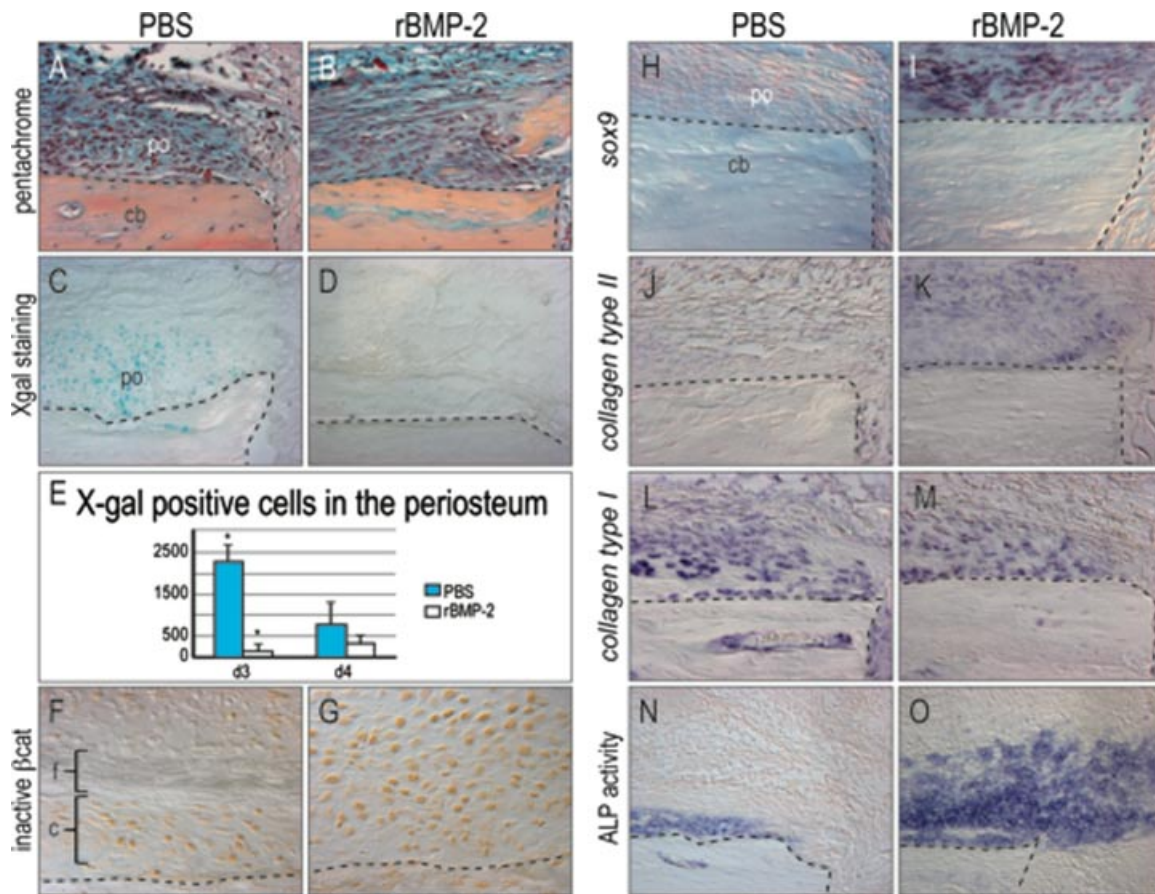 PBS
rBMP-2
PBS
rBMP-2
pentachrome
A
po
cb
B
Xgal staining
C
po
D
E
X-gal positive cells in the periosteum
2500
1500
500
0
*
*
d3
d4
PBS
rBMP-2
inactive βcat
F
f
c
G
sox9
H
po
cb
I
collagen type II
J
K
collagen type I
L
M
ALP activity
N
O